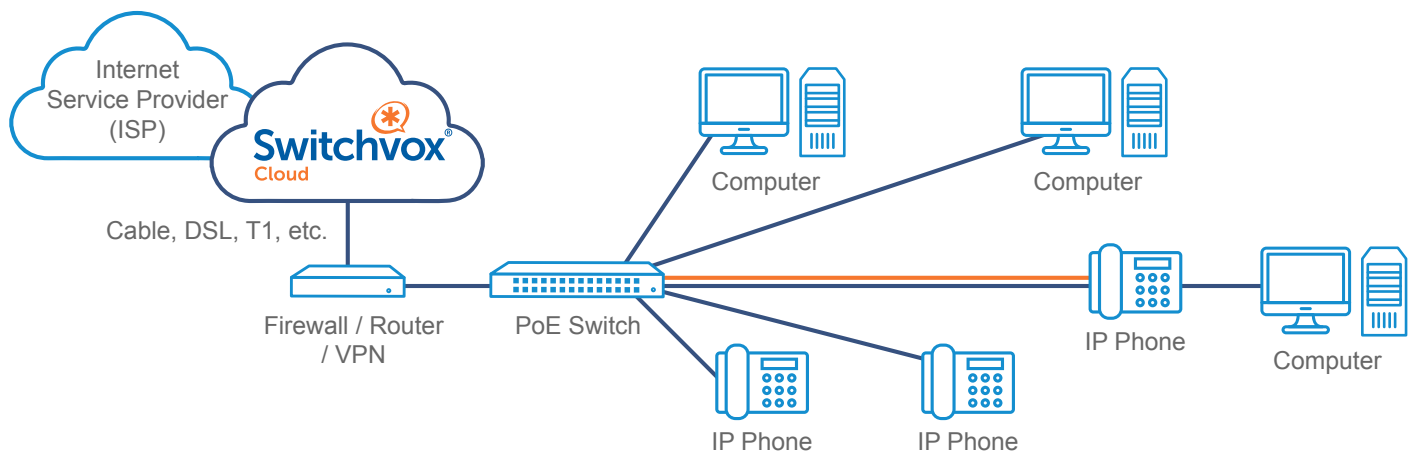 Internet
Service Provider
(ISP)
Switchvox®
Cloud
Cable, DSL, T1, etc.
Firewall / Router
/ VPN
PoE Switch
Computer
Computer
IP Phone
Computer
IP Phone
IP Phone